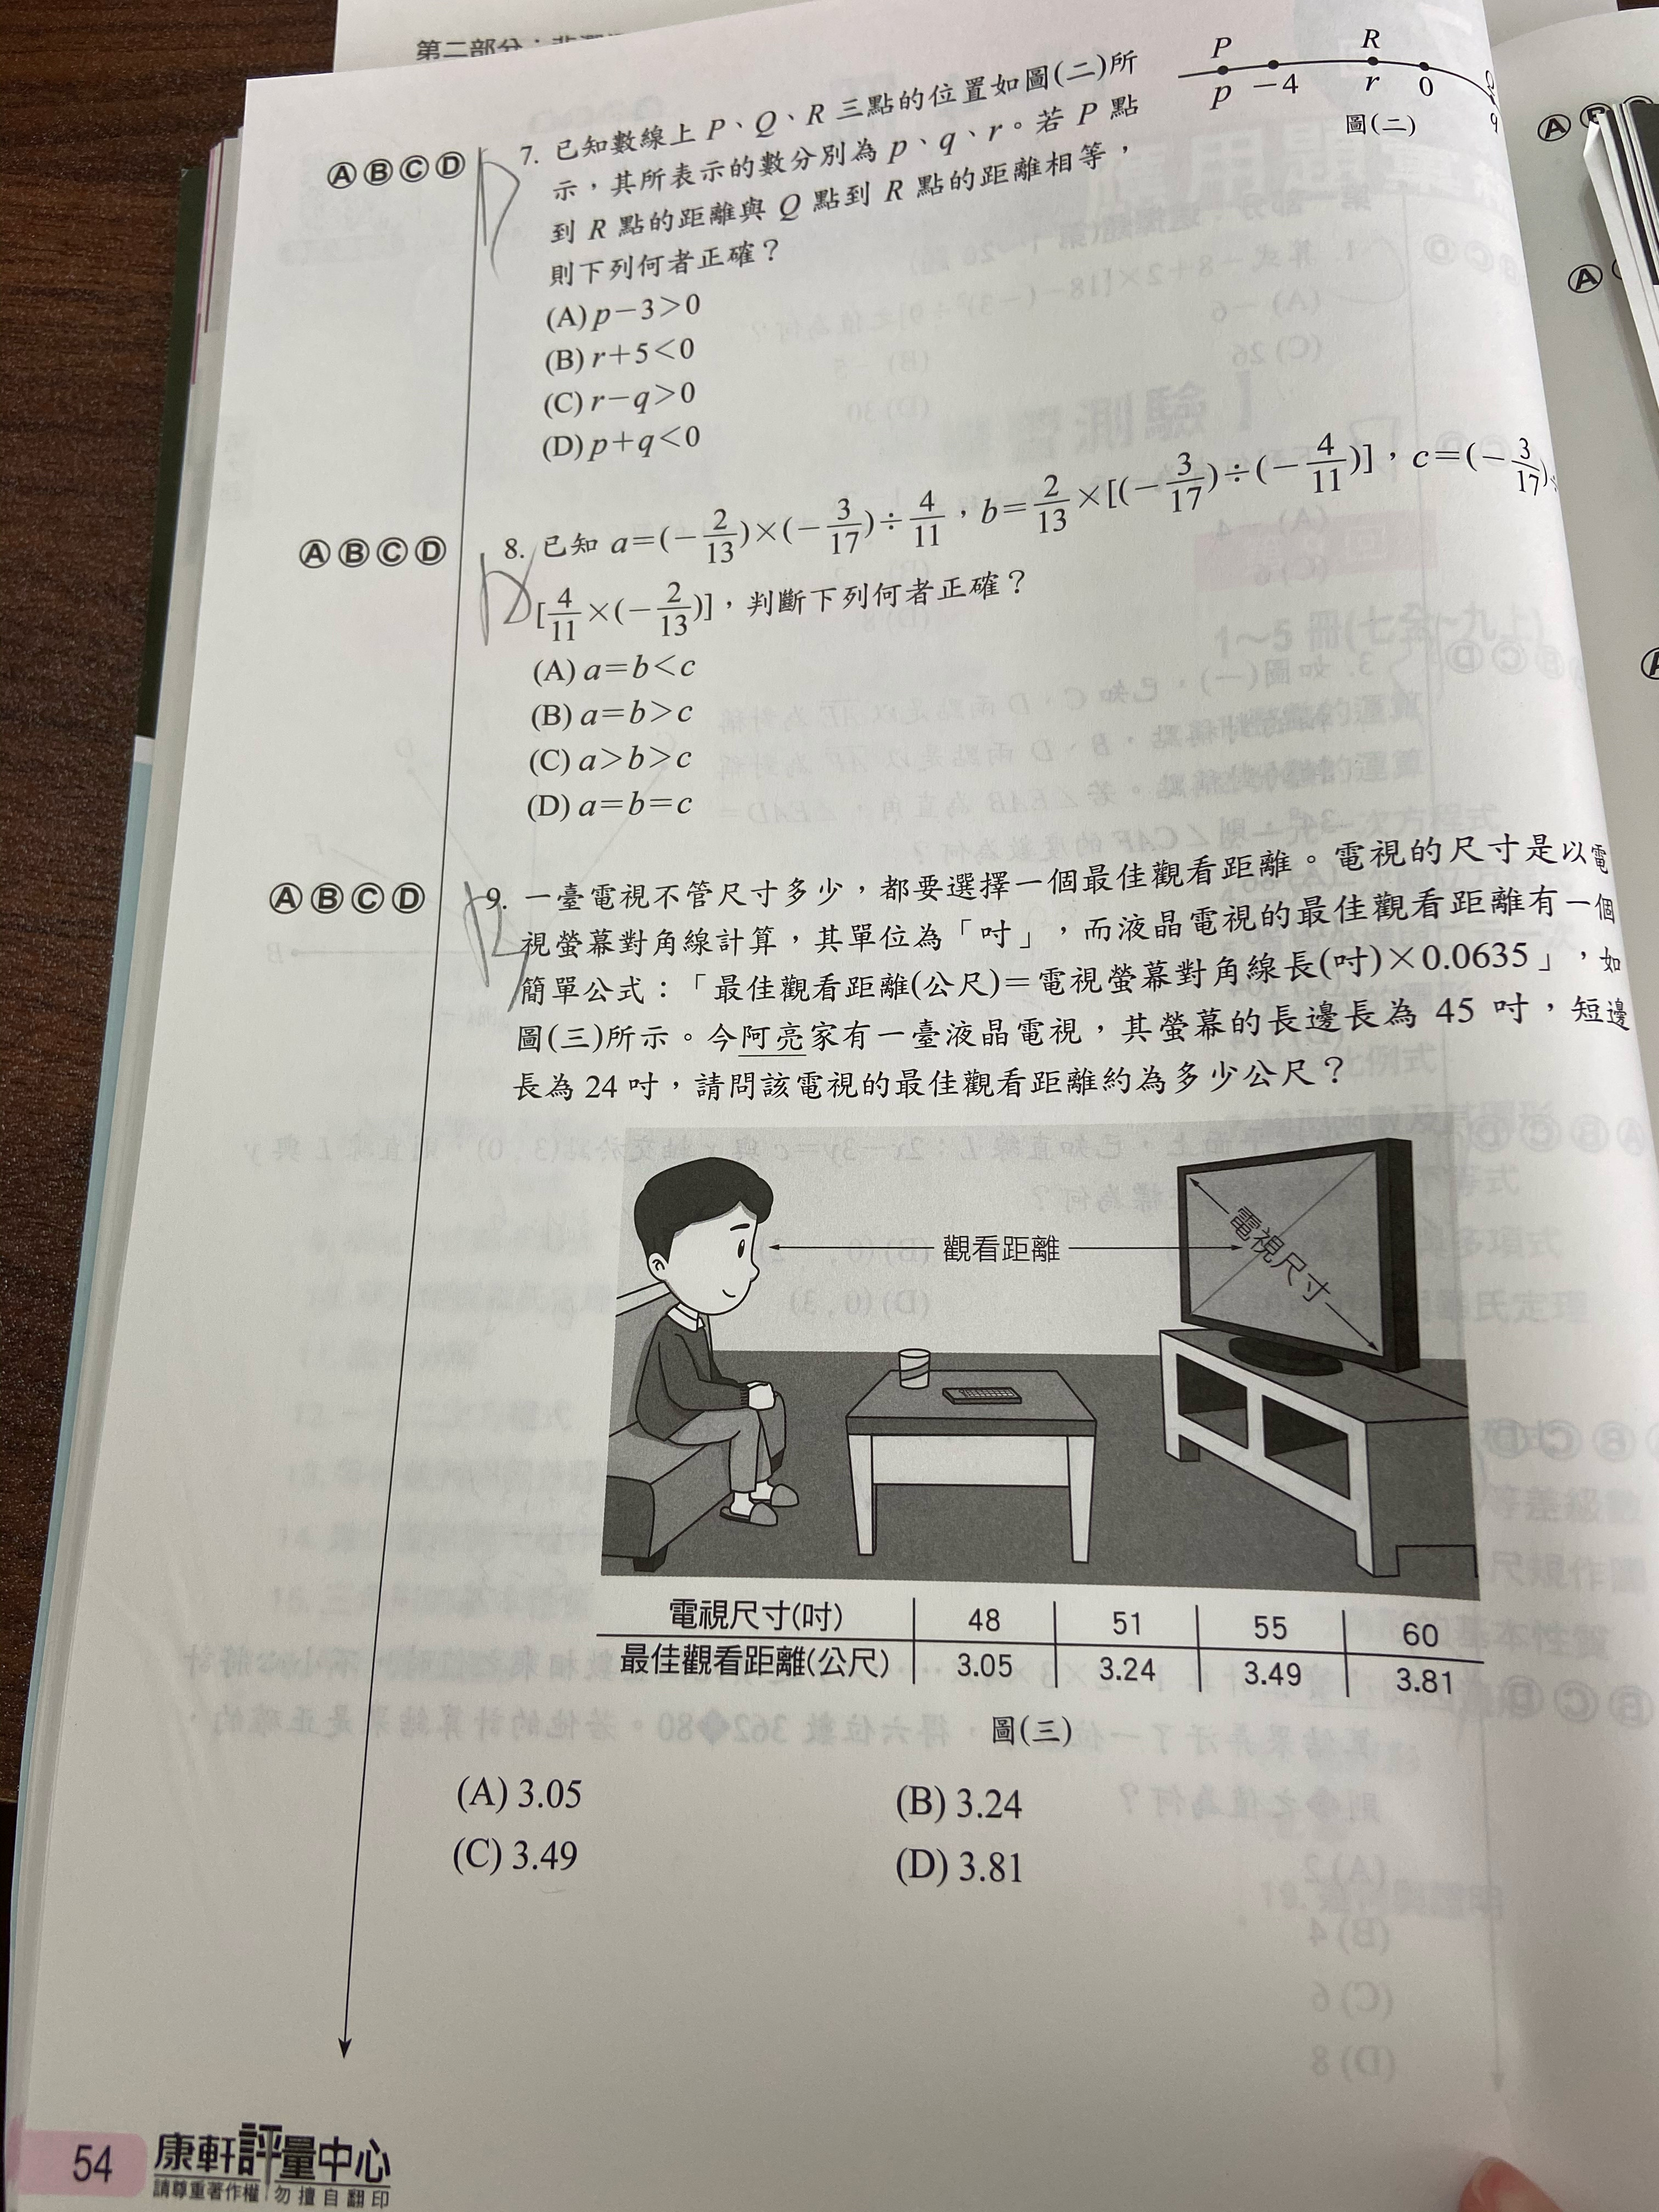 第二部分：非選
P R
p －4 r 0 q
圖(二)
ⒶⒷⒸⒹ 7. 已知數線上 P、Q、R 三點的位置如圖(二)所
示，其所表示的數分別為 p、q、r。若 P 點
到 R 點的距離與 Q 點到 R 點的距離相等，
則下列何者正確？
(A) p－3＞0
(B) r＋5＜0
(C) r－q＞0
(D) p＋q＜0
ⒶⒷⒸⒹ 8. 已知 a＝(－2/13)×(－3/17)÷4/11，b＝2/13×[(－3/17)÷(－4/11)]，c＝(－3/17)÷
[4/11×(－2/13)]，判斷下列何者正確？
(A) a＝b＜c
(B) a＝b＞c
(C) a＞b＞c
(D) a＝b＝c
ⒶⒷⒸⒹ 9. 一臺電視不管尺寸多少，都要選擇一個最佳觀看距離。電視的尺寸是以電
視螢幕對角線計算，其單位為「吋」，而液晶電視的最佳觀看距離有一個
簡單公式：「最佳觀看距離(公尺)＝電視螢幕對角線長(吋)×0.0635」，如
圖(三)所示。今阿亮家有一臺液晶電視，其螢幕的長邊長為 45 吋，短邊
長為 24 吋，請問該電視的最佳觀看距離約為多少公尺？
觀看距離
電視尺寸
電視尺寸(吋) 48 51 55 60
最佳觀看距離(公尺) 3.05 3.24 3.49 3.81
圖(三)
(A) 3.05 (B) 3.24
(C) 3.49 (D) 3.81
54 康軒評量中心
請尊重著作權 勿擅自翻印